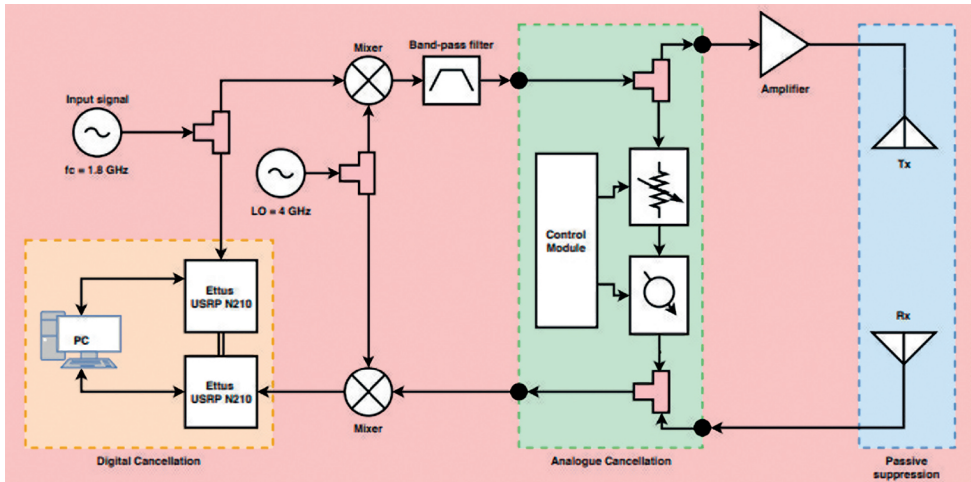 Mixer
Band-pass filter
Input signal
fc = 1.8 GHz
LO = 4 GHz
Amplifier
Tx
Control
Module
Ettus
USRP N210
PC
Ettus
USRP N210
Rx
Mixer
Digital Cancellation
Analogue Cancellation
Passive
suppression